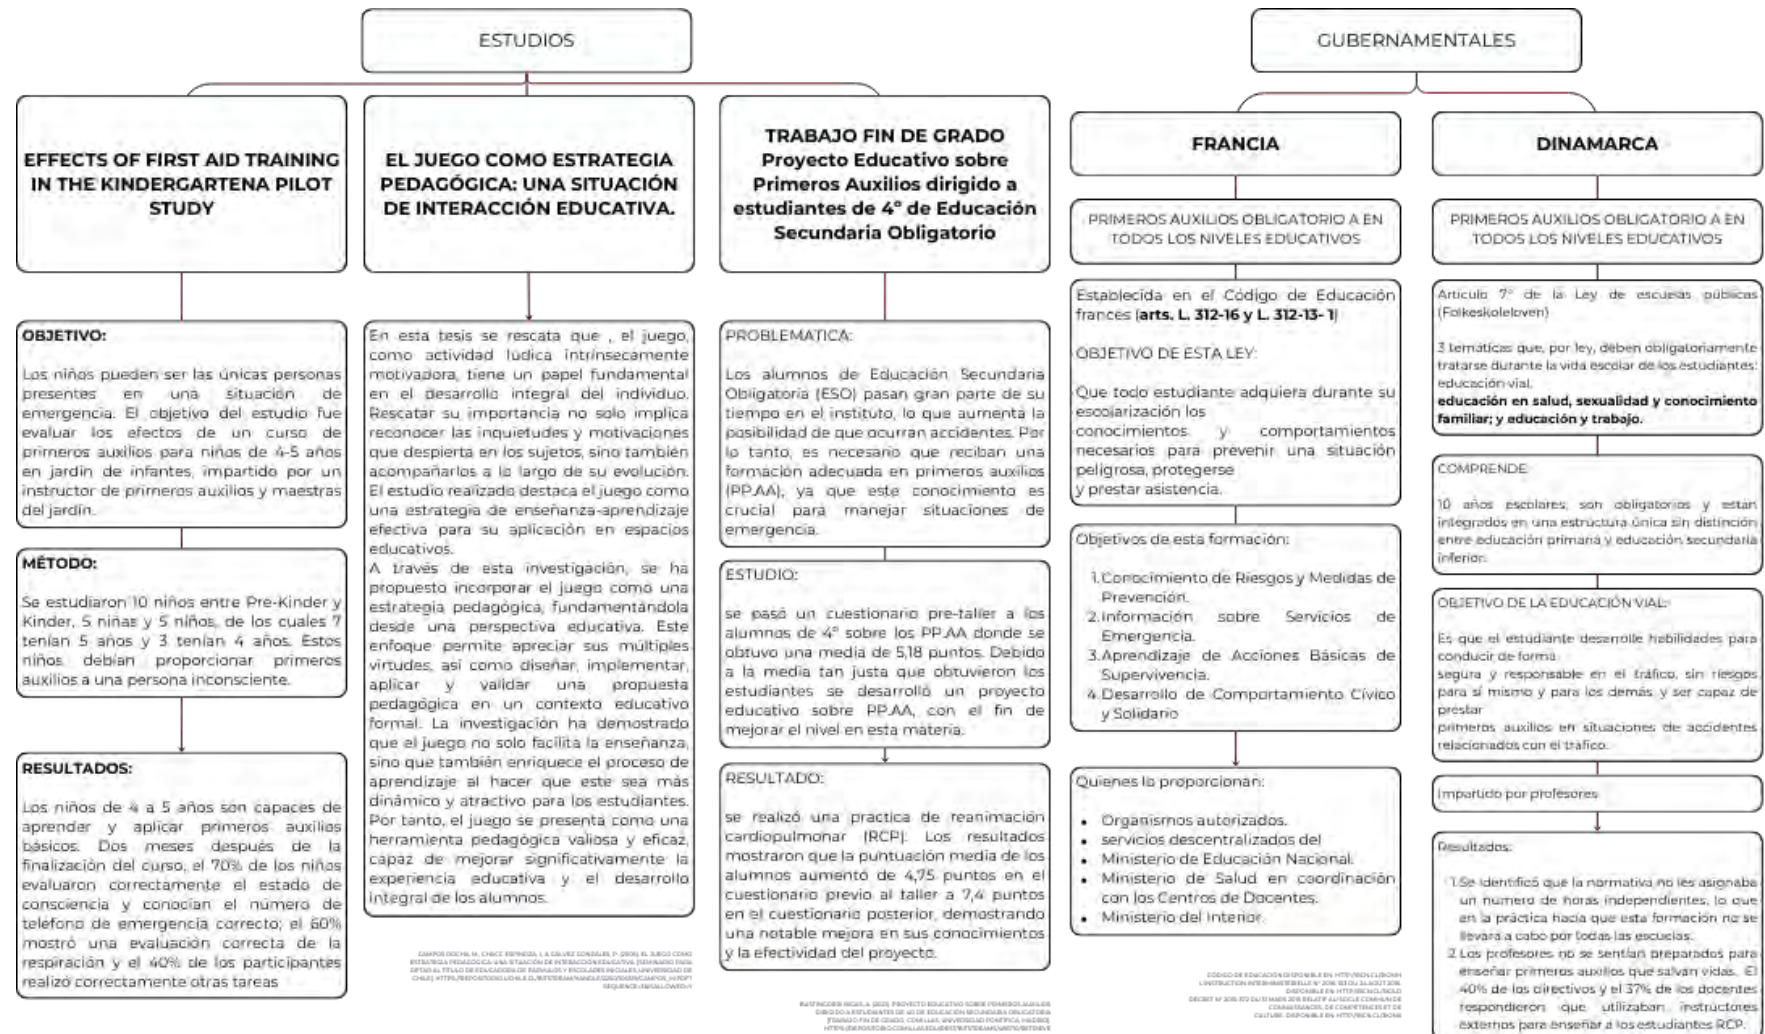 ESTUDIOS
EFFECTS OF FIRST AID TRAINING
IN THE KINDERGARTENA PILOT
STUDY
OBJETIVO:
Los niños pueden ser las únicas personas
presentes en una situación de
emergencia. El objetivo del estudio fue
evaluar los efectos de un curso de
primeros auxilios para niños de 4-5 años
en jardín de infantes, impartido por un
instructor de primeros auxilios y maestras
del jardín.
MÉTODO:
Se estudiaron 10 niños entre Pre-Kinder y
Kinder, 5 niñas y 5 niños, de los cuales 7
tenían 5 años y 3 tenían 4 años. Estos
niños debían proporcionar primeros
auxilios a una persona inconsciente.
RESULTADOS:
Los niños de 4 a 5 años son capaces de
aprender y aplicar primeros auxilios
básicos. Dos meses después de la
finalización del curso, el 70% de los niños
evaluaron correctamente el estado de
consciencia y conocían el número de
teléfono de emergencia correcto; el 60%
mostró una evaluación correcta de la
respiración y el 40% de los participantes
realizó correctamente otras tareas
EL JUEGO COMO ESTRATEGIA
PEDAGÓGICA: UNA SITUACIÓN
DE INTERACCIÓN EDUCATIVA.
En esta tesis se rescata que , el juego,
como actividad lúdica intrínsecamente
motivadora, tiene un papel fundamental
en el desarrollo integral del individuo.
Rescatar su importancia no solo implica
reconocer las inquietudes y motivaciones
que despierta en los sujetos, sino también
acompañarlos a lo largo de su evolución.
El estudio realizado destaca el juego como
una estrategia de enseñanza-aprendizaje
efectiva para su aplicación en espacios
educativos.
A través de esta investigación, se ha
propuesto incorporar el juego como una
estrategia pedagógica, fundamentándola
desde una perspectiva educativa. Este
enfoque permite apreciar sus múltiples
virtudes, así como diseñar, implementar,
aplicar y validar una propuesta
pedagógica en un contexto educativo
formal. La investigación ha demostrado
que el juego no solo facilita la enseñanza,
sino que también enriquece el proceso de
aprendizaje al hacer que este sea más
dinámico y atractivo para los estudiantes.
Por tanto, el juego se presenta como una
herramienta pedagógica valiosa y eficaz,
capaz de mejorar significativamente la
experiencia educativa y el desarrollo
integral de los alumnos.
TRABAJO FIN DE GRADO
Proyecto Educativo sobre
Primeros Auxilios dirigido a
estudiantes de 4º de Educación
Secundaria Obligatorio
PROBLEMATICA:
Los alumnos de Educación Secundaria
Obligatoria (ESO) pasan gran parte de su
tiempo en el instituto, lo que aumenta la
posibilidad de que ocurran accidentes. Por
lo tanto, es necesario que reciban una
formación adecuada en primeros auxilios
(PP.AA), ya que este conocimiento es
crucial para manejar situaciones de
emergencia.
ESTUDIO:
se pasó un cuestionario pre-taller a los
alumnos de 4º sobre los PP.AA donde se
obtuvo una media de 5,18 puntos. Debido
a la media tan justa que obtuvieron los
estudiantes se desarrolló un proyecto
educativo sobre PP.AA, con el fin de
mejorar el nivel en esta materia.
RESULTADO:
se realizó una práctica de reanimación
cardiopulmonar (RCP). Los resultados
mostraron que la puntuación media de los
alumnos aumentó de 4,75 puntos en el
cuestionario previo al taller a 7,4 puntos
en el cuestionario posterior, demostrando
una notable mejora en sus conocimientos
y la efectividad del proyecto.
GUBERNAMENTALES
FRANCIA
PRIMEROS AUXILIOS OBLIGATORIO A EN
TODOS LOS NIVELES EDUCATIVOS
Establecida en el Código de Educación
francés (arts. L. 312-16 y L. 312-13- 1)
OBJETIVO DE ESTA LEY:
Que todo estudiante adquiera durante su
escolarización los
conocimientos y comportamientos
necesarios para prevenir una situación
peligrosa, protegerse
y prestar asistencia.
Objetivos de esta formación:
1.Conocimiento de Riesgos y Medidas de
Prevención.
2.Información sobre Servicios de
Emergencia.
3.Aprendizaje de Acciones Básicas de
Supervivencia.
4.Desarrollo de Comportamiento Cívico
y Solidario
Quienes lo proporcionan:
• Organismos autorizados.
• servicios descentralizados del
• Ministerio de Educación Nacional.
• Ministerio de Salud en coordinación
con los Centros de Docentes.
• Ministerio del Interior.
DINAMARCA
PRIMEROS AUXILIOS OBLIGATORIO A EN
TODOS LOS NIVELES EDUCATIVOS
Artículo 7º de la Ley de escuelas públicas
(Folkeskoleloven)
3 temáticas que, por ley, deben obligatoriamente
tratarse durante la vida escolar de los estudiantes:
educación vial,
educación en salud, sexualidad y conocimiento
familiar; y educación y trabajo.
COMPRENDE:
10 años escolares, son obligatorios y están
integrados en una estructura única sin distinción
entre educación primaria y educación secundaria
inferior.
OBJETIVO DE LA EDUCACIÓN VIAL:
Es que el estudiante desarrolle habilidades para
conducir de forma
segura y responsable en el tráfico, sin riesgos
para sí mismo y para los demás, y ser capaz de
prestar
primeros auxilios en situaciones de accidentes
relacionados con el tráfico.
Impartido por profesores
Resultados:
1.Se identificó que la normativa no les asignaba
un número de horas independientes, lo que
en la práctica hacía que esta formación no se
llevará a cabo por todas las escuelas.
2.Los profesores no se sentían preparados para
enseñar primeros auxilios que salvan vidas. El
40% de los directivos y el 37% de los docentes
respondieron que utilizaban instructores
externos para enseñar a los estudiantes RCP.